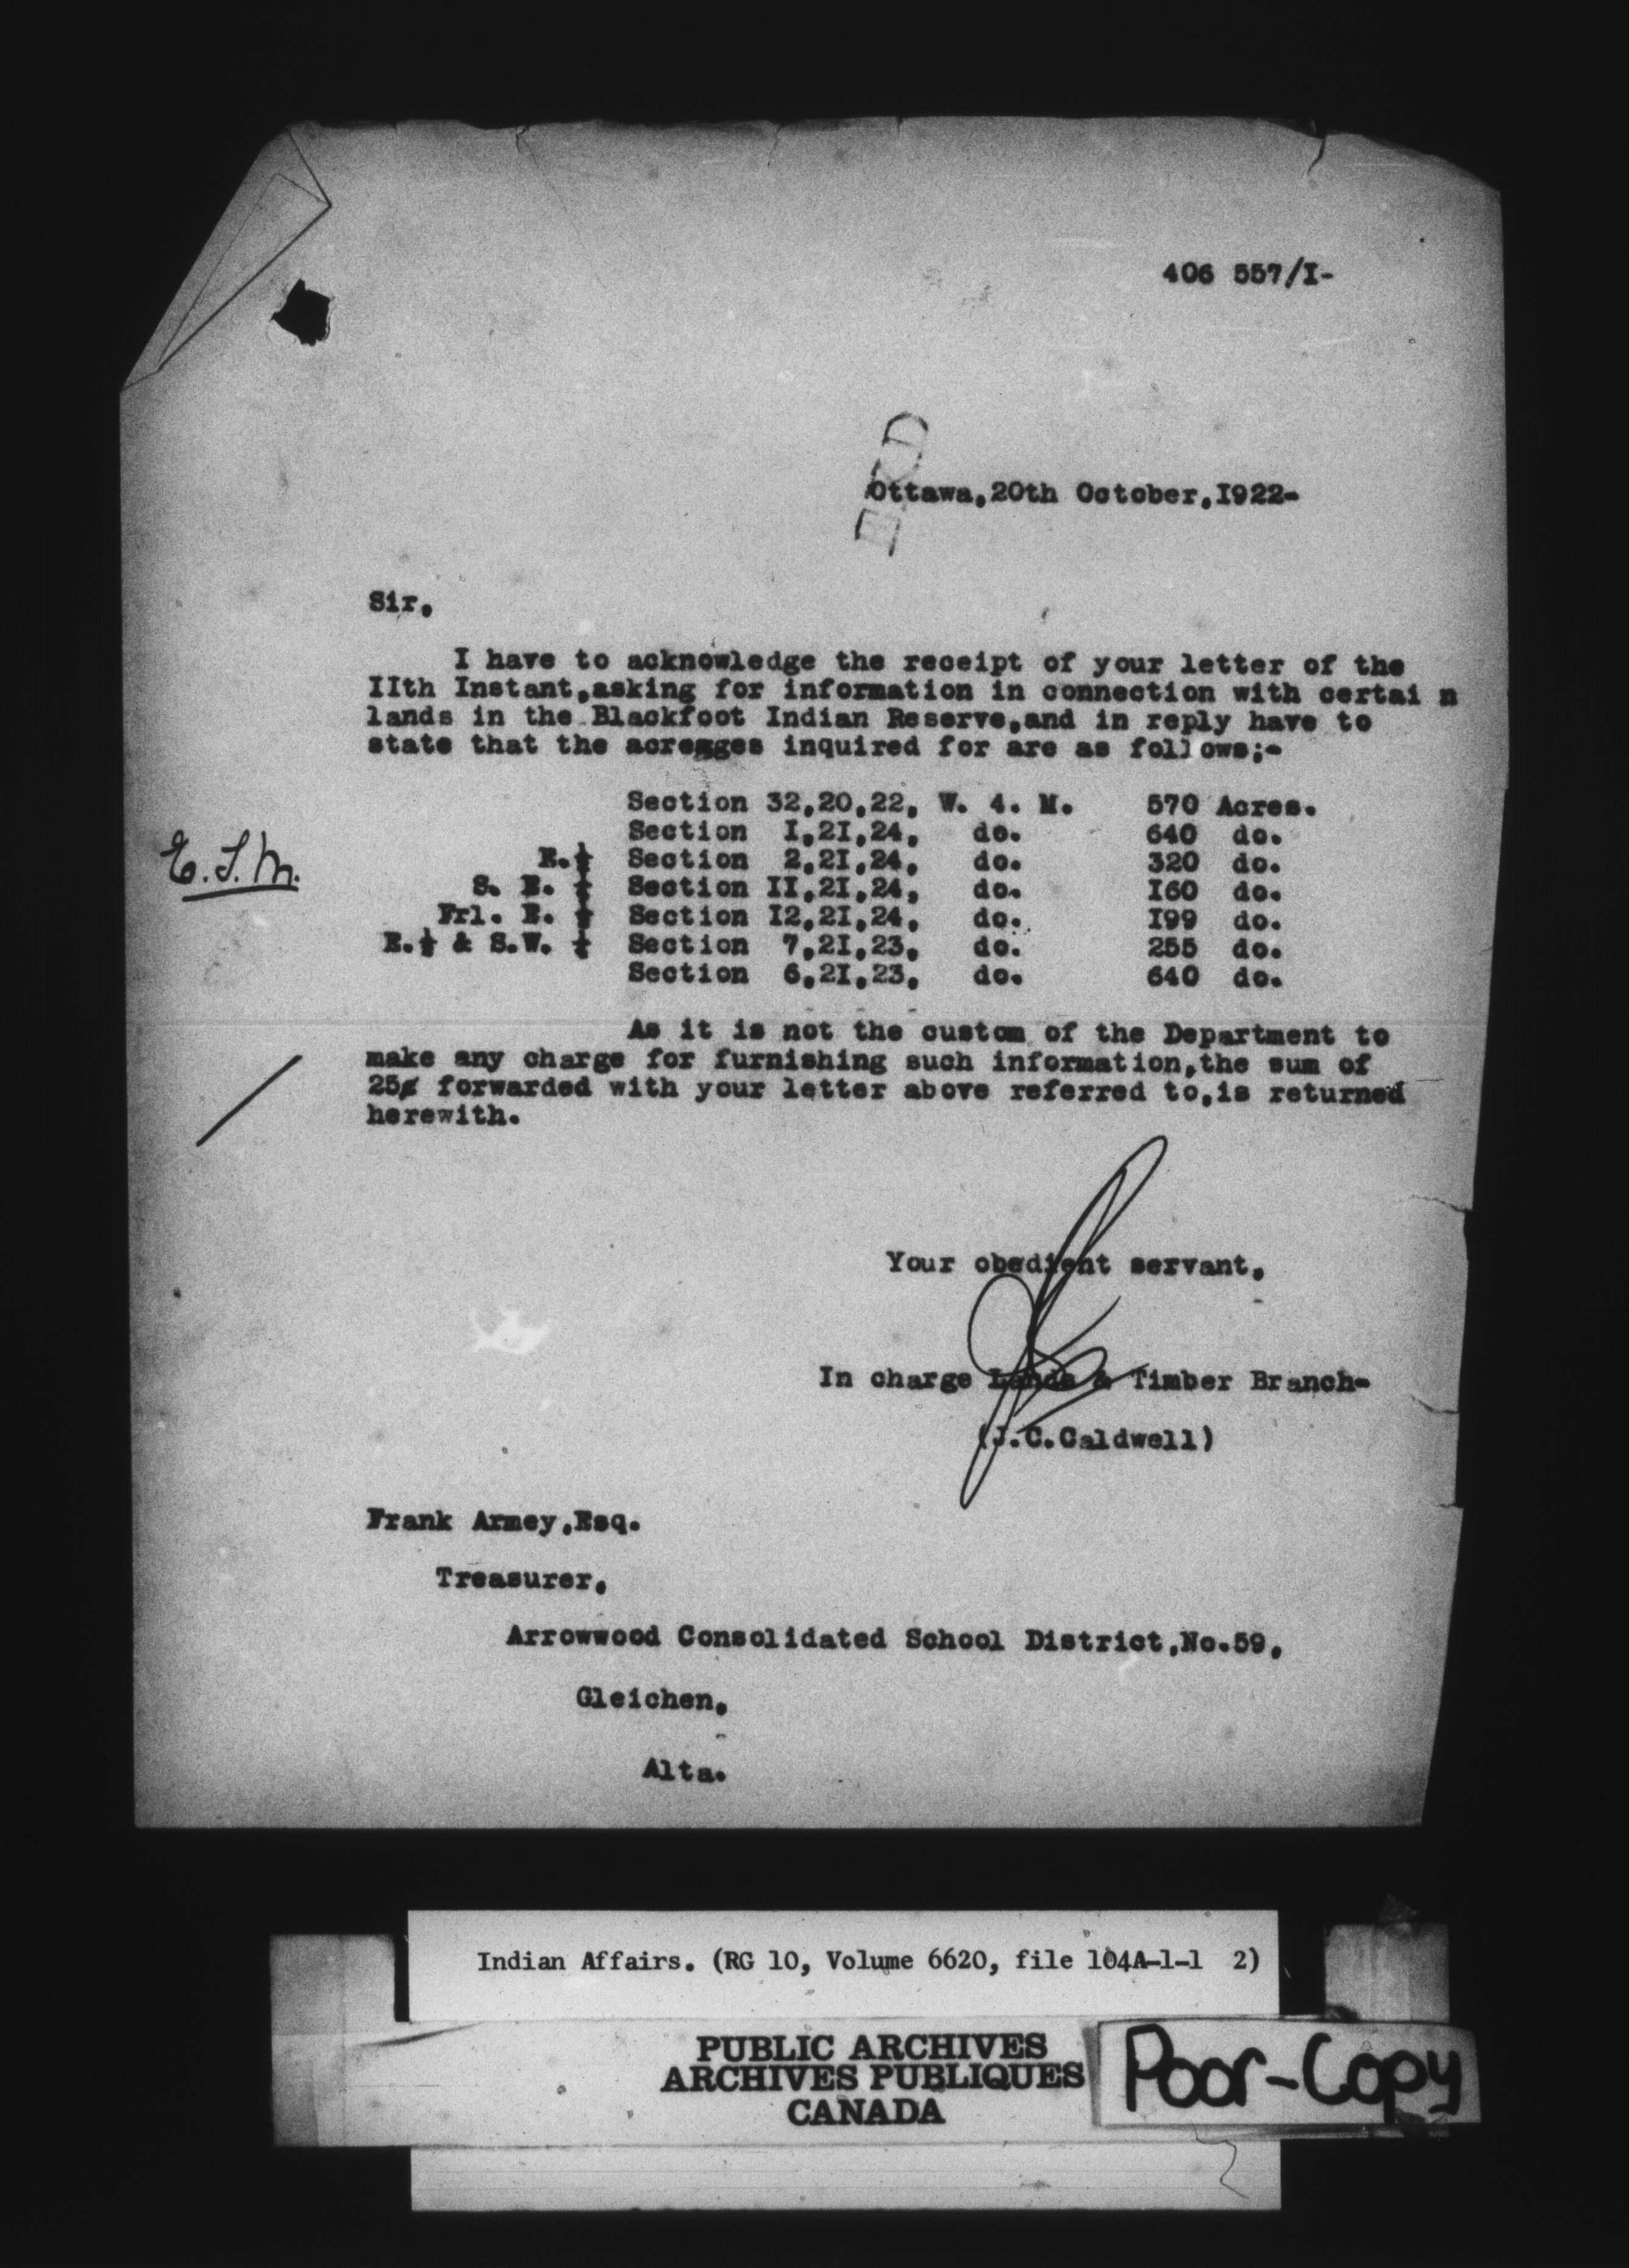 406 557/I-
Ottawa,20th October,I922-
Sir,
I have to acknowledge the receipt of your letter of the
IIth Instant,asking for information in connection with certai n
lands in the Blackfoot Indian Reserve,and in reply have to
state that the acreages inquired for are as follows;-
Section 32,20,22, W. 4. M. 570 Acres.
Section I,2I,24, do. 640 do.
E.½ Section 2,2I,24, do. 320 do.
E.S.M.
S. E. ¼ Section II,2I,24, do. I60 do.
Frl. E. ½ Section I2,2I,24, do. I99 do.
E.½ & S.W. ¼ Section 7,2I,23, do. 255 do.
Section 6,2I,23, do. 640 do.
As it is not the custom of the Department to
make any charge for furnishing such information,the sum of
25¢ forwarded with your letter above referred to,is returned
herewith.
Your obedient servant,
In charge Lands & Timber Branch-
(J.C.Caldwell)
Frank Armey,Esq.
Treasurer,
Arrowwood Consolidated School District,No.59,
Gleichen,
Alta.
Indian Affairs. (RG 10, Volume 6620, file 104A-1-1 2)
PUBLIC ARCHIVES
ARCHIVES PUBLIQUES
CANADA
Poor-Copy